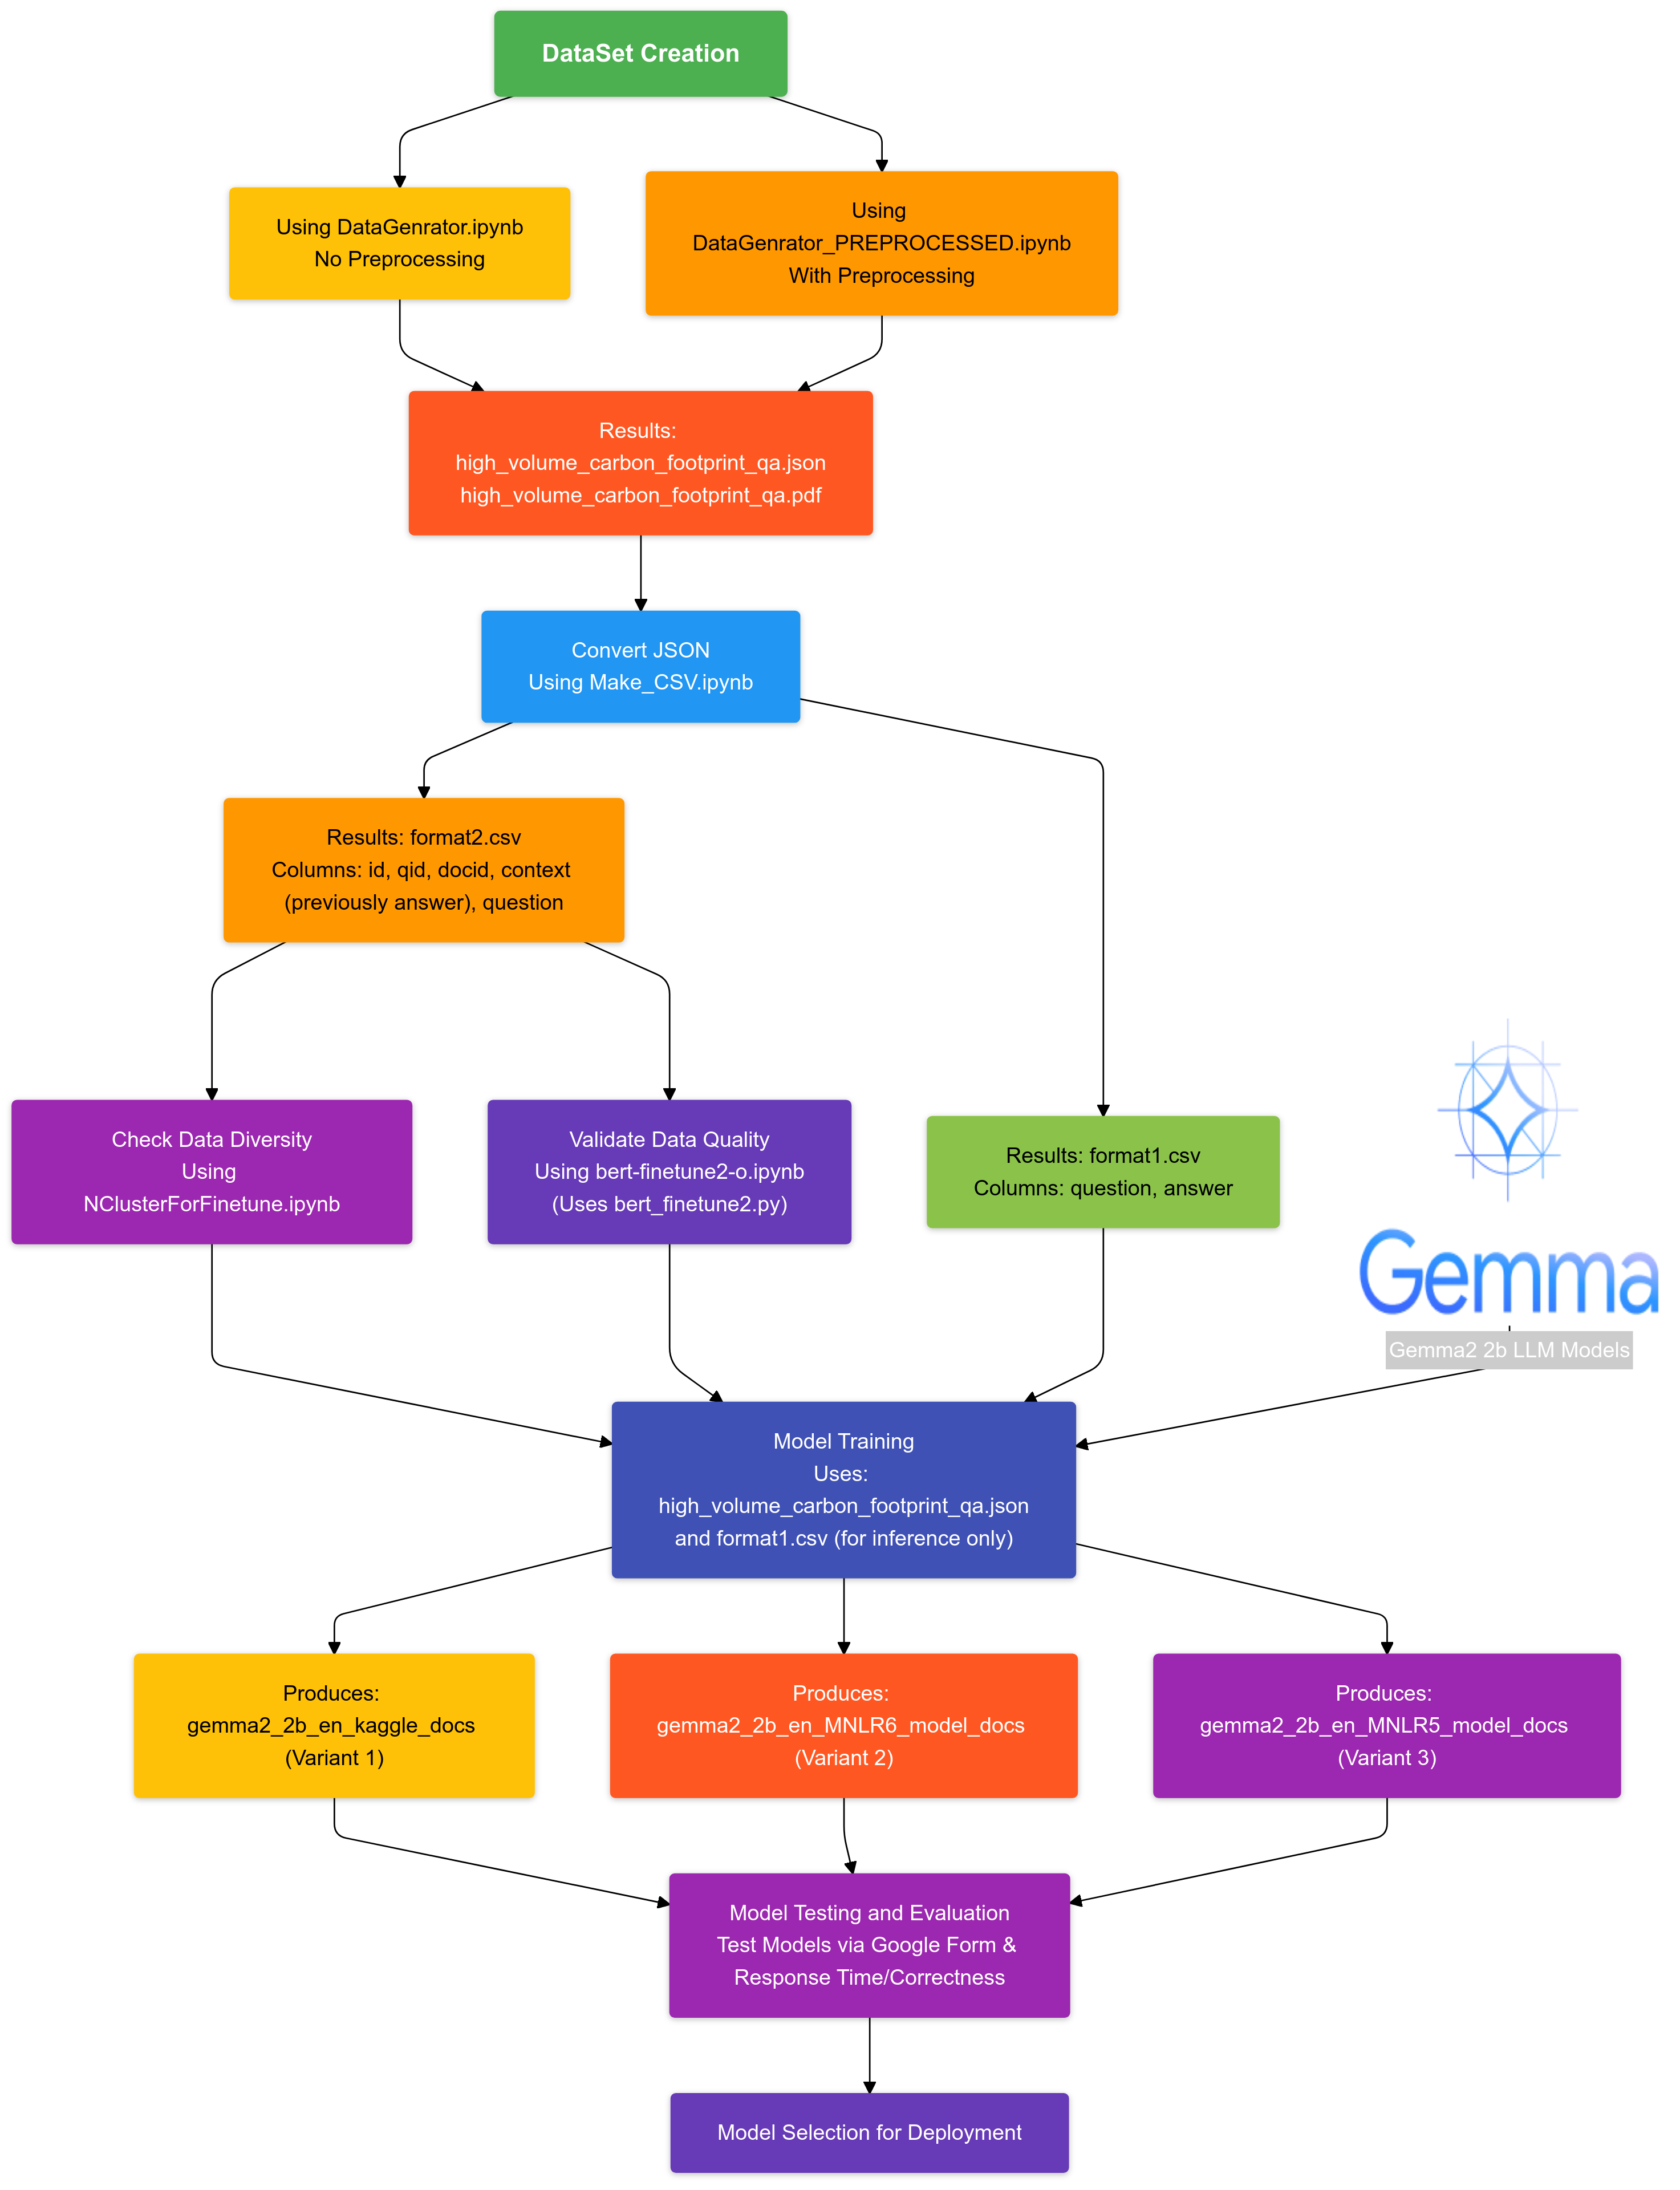 DataSet Creation
Using DataGenrator.ipynb
No Preprocessing
Using
DataGenrator_PREPROCESSED.ipynb
With Preprocessing
Results:
high_volume_carbon_footprint_qa.json
high_volume_carbon_footprint_qa.pdf
Convert JSON
Using Make_CSV.ipynb
Results: format2.csv
Columns: id, qid, docid, context
(previously answer), question
Check Data Diversity
Using
NClusterForFinetune.ipynb
Validate Data Quality
Using bert-finetune2-o.ipynb
(Uses bert_finetune2.py)
Results: format1.csv
Columns: question, answer
Gemma
Gemma2 2b LLM Models
Model Training
Uses:
high_volume_carbon_footprint_qa.json
and format1.csv (for inference only)
Produces:
gemma2_2b_en_kaggle_docs
(Variant 1)
Produces:
gemma2_2b_en_MNLR6_model_docs
(Variant 2)
Produces:
gemma2_2b_en_MNLR5_model_docs
(Variant 3)
Model Testing and Evaluation
Test Models via Google Form &
Response Time/Correctness
Model Selection for Deployment